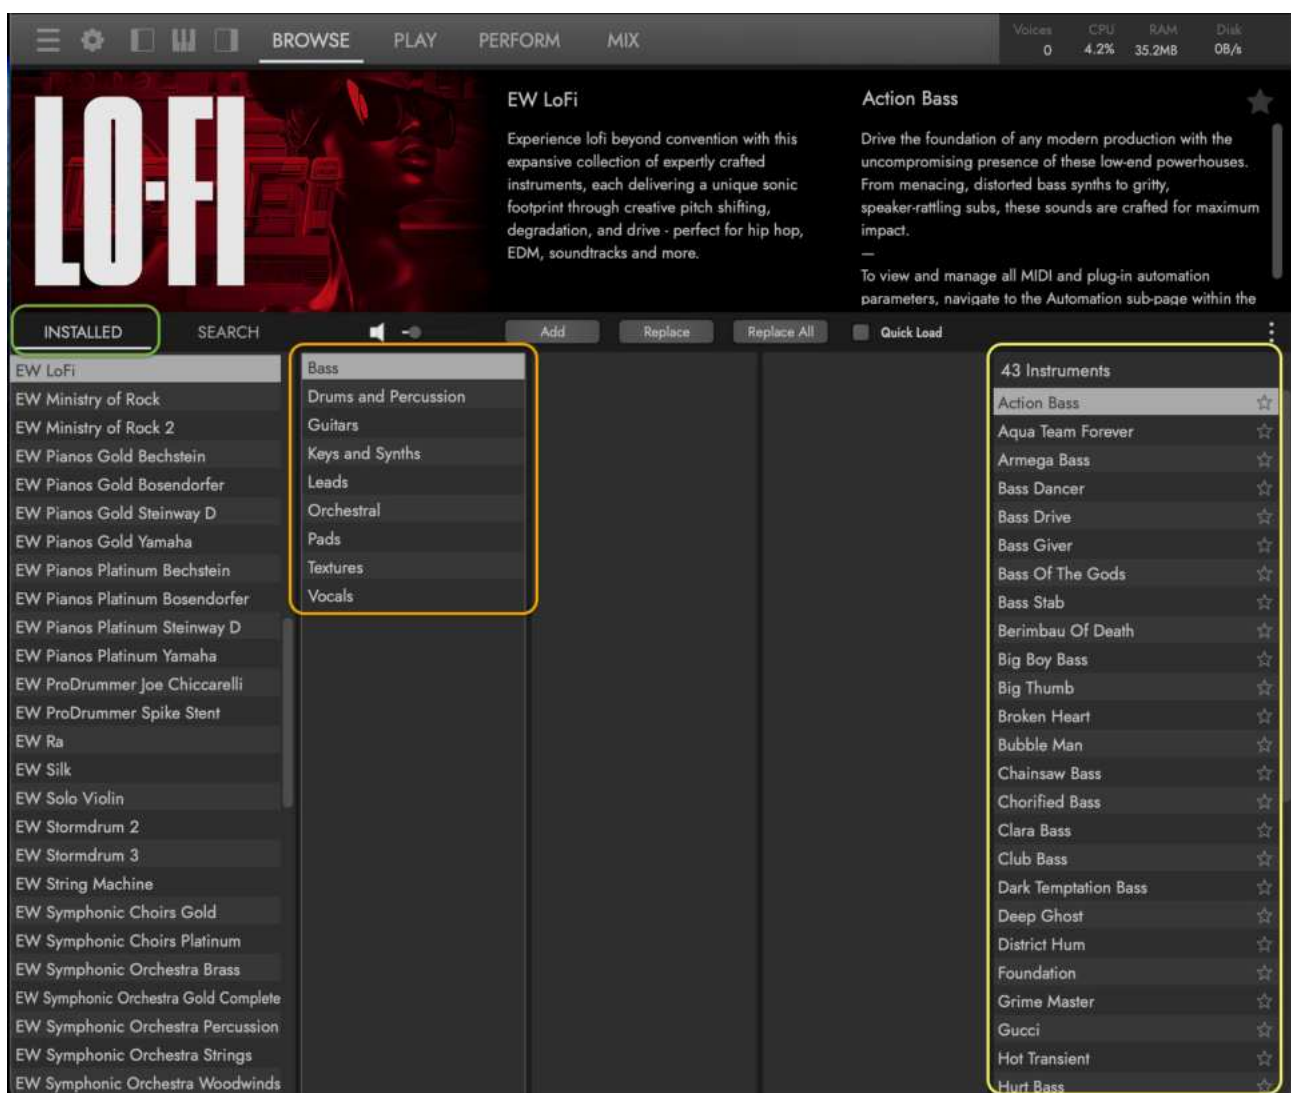 BROWSE PLAY PERFORM MIX
Voices CPU RAM Disk
0 4.2% 35.2MB 0B/s
LO-FI
EW LoFi
Experience lofi beyond convention with this
expansive collection of expertly crafted
instruments, each delivering a unique sonic
footprint through creative pitch shifting,
degradation, and drive - perfect for hip hop,
EDM, soundtracks and more.
Action Bass
Drive the foundation of any modern production with the
uncompromising presence of these low-end powerhouses.
From menacing, distorted bass synths to gritty,
speaker-rattling subs, these sounds are crafted for maximum
impact.
—
To view and manage all MIDI and plug-in automation
parameters, navigate to the Automation sub-page within the
INSTALLED SEARCH Add Replace Replace All Quick Load
EW LoFi
EW Ministry of Rock
EW Ministry of Rock 2
EW Pianos Gold Bechstein
EW Pianos Gold Bosendorfer
EW Pianos Gold Steinway D
EW Pianos Gold Yamaha
EW Pianos Platinum Bechstein
EW Pianos Platinum Bosendorfer
EW Pianos Platinum Steinway D
EW Pianos Platinum Yamaha
EW ProDrummer Joe Chiccarelli
EW ProDrummer Spike Stent
EW Ra
EW Silk
EW Solo Violin
EW Stormdrum 2
EW Stormdrum 3
EW String Machine
EW Symphonic Choirs Gold
EW Symphonic Choirs Platinum
EW Symphonic Orchestra Brass
EW Symphonic Orchestra Gold Complete
EW Symphonic Orchestra Percussion
EW Symphonic Orchestra Strings
EW Symphonic Orchestra Woodwinds
Bass
Drums and Percussion
Guitars
Keys and Synths
Leads
Orchestral
Pads
Textures
Vocals
43 Instruments
Action Bass
Aqua Team Forever
Armega Bass
Bass Dancer
Bass Drive
Bass Giver
Bass Of The Gods
Bass Stab
Berimbau Of Death
Big Boy Bass
Big Thumb
Broken Heart
Bubble Man
Chainsaw Bass
Chorified Bass
Clara Bass
Club Bass
Dark Temptation Bass
Deep Ghost
District Hum
Foundation
Grime Master
Gucci
Hot Transient
Hurt Bass